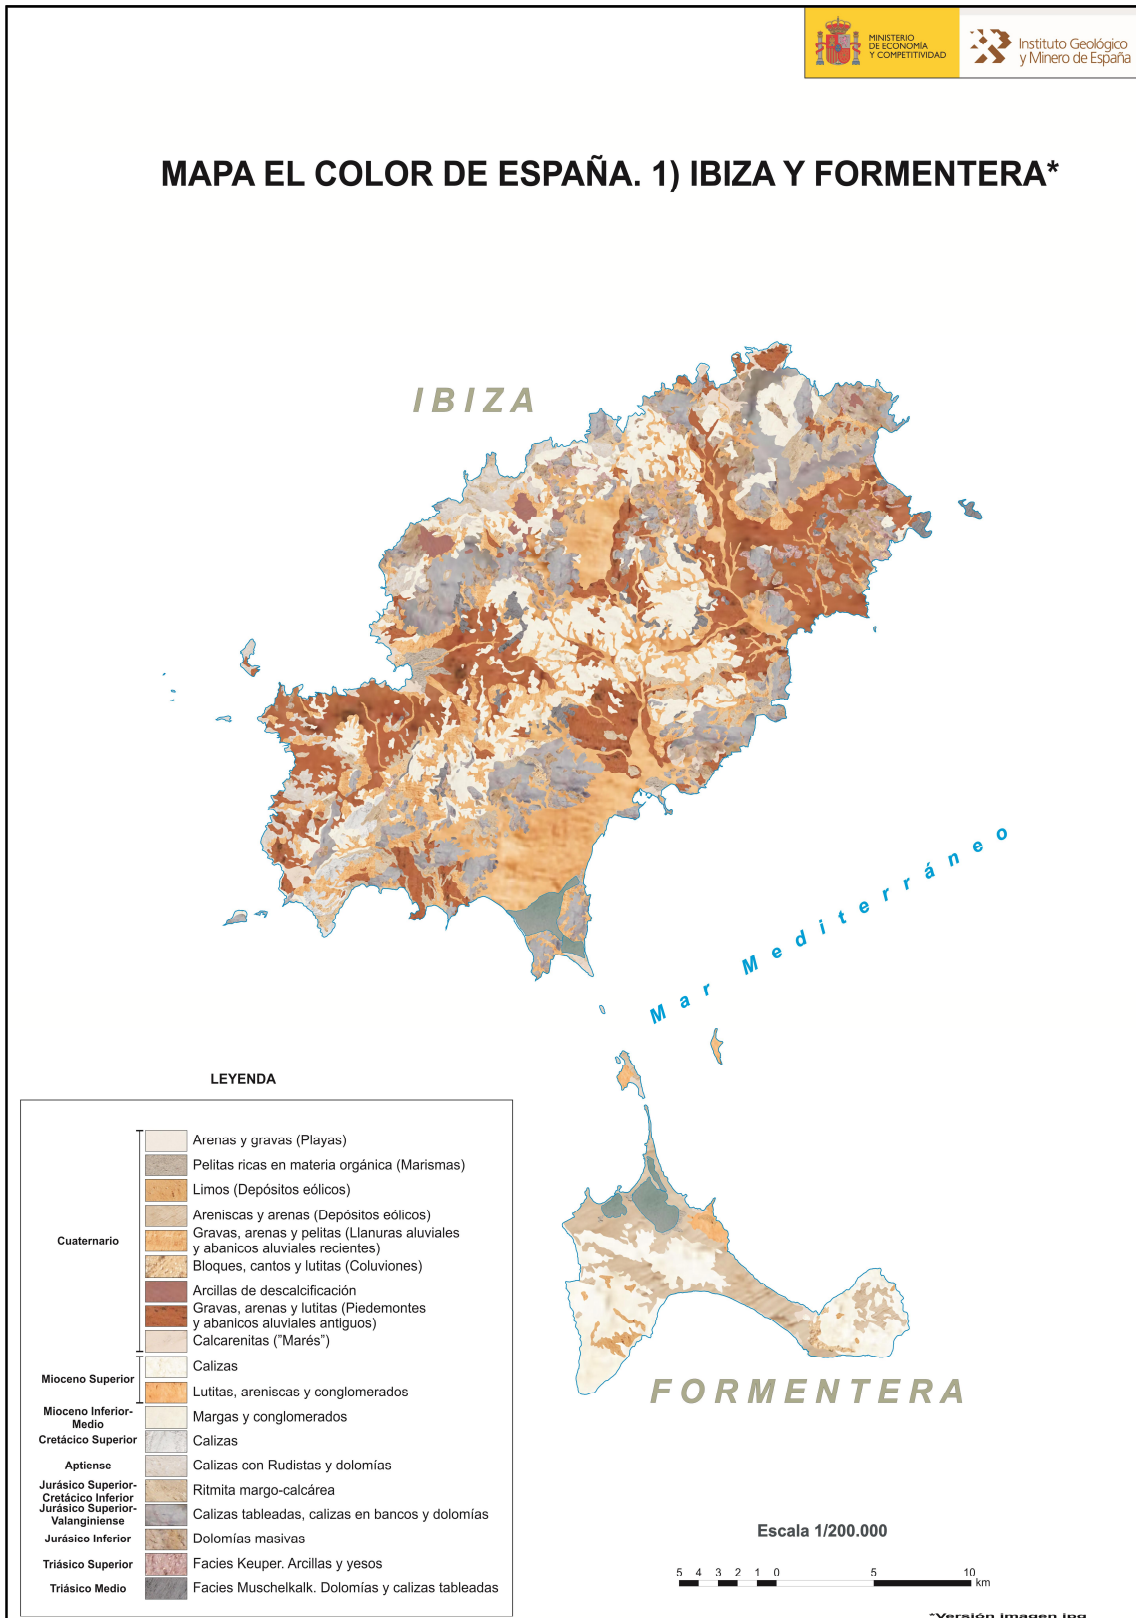 MINISTERIO
DE ECONOMÍA
Y COMPETITIVIDAD
Instituto Geológico
y Minero de España
MAPA EL COLOR DE ESPAÑA. 1) IBIZA Y FORMENTERA*
IBIZA
Mar Mediterráneo
FORMENTERA
LEYENDA
Cuaternario
Arenas y gravas (Playas)
Pelitas ricas en materia orgánica (Marismas)
Limos (Depósitos eólicos)
Areniscas y arenas (Depósitos eólicos)
Gravas, arenas y pelitas (Llanuras aluviales
y abanicos aluviales recientes)
Bloques, cantos y lutitas (Coluviones)
Arcillas de descalcificación
Gravas, arenas y lutitas (Piedemontes
y abanicos aluviales antiguos)
Calcarenitas ("Marés")
Mioceno Superior
Calizas
Lutitas, areniscas y conglomerados
Mioceno Inferior-
Medio
Margas y conglomerados
Cretácico Superior
Calizas
Aptiense
Calizas con Rudistas y dolomías
Jurásico Superior-
Cretácico Inferior
Ritmita margo-calcárea
Jurásico Superior-
Valanginiense
Calizas tableadas, calizas en bancos y dolomías
Jurásico Inferior
Dolomías masivas
Triásico Superior
Facies Keuper. Arcillas y yesos
Triásico Medio
Facies Muschelkalk. Dolomías y calizas tableadas
Escala 1/200.000
5 4 3 2 1 0 5 10
km
*Versión imagen jpg